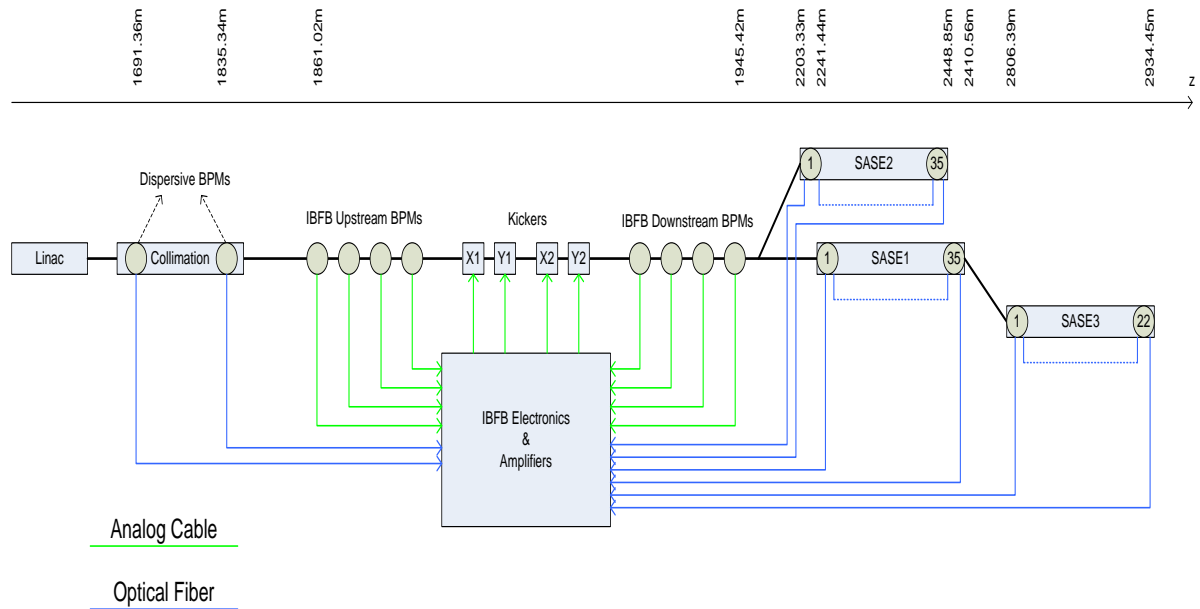 1691.36m
1835.34m
1861.02m
1945.42m
2203.33m
2241.44m
2448.85m
2410.56m
2806.39m
2934.45m
z
1 SASE2 35
Dispersive BPMs
IBFB Upstream BPMs
Kickers
IBFB Downstream BPMs
Linac
Collimation
X1
Y1
X2
Y2
1 SASE1 35
1 SASE3 22
IBFB Electronics
&
Amplifiers
Analog Cable
Optical Fiber